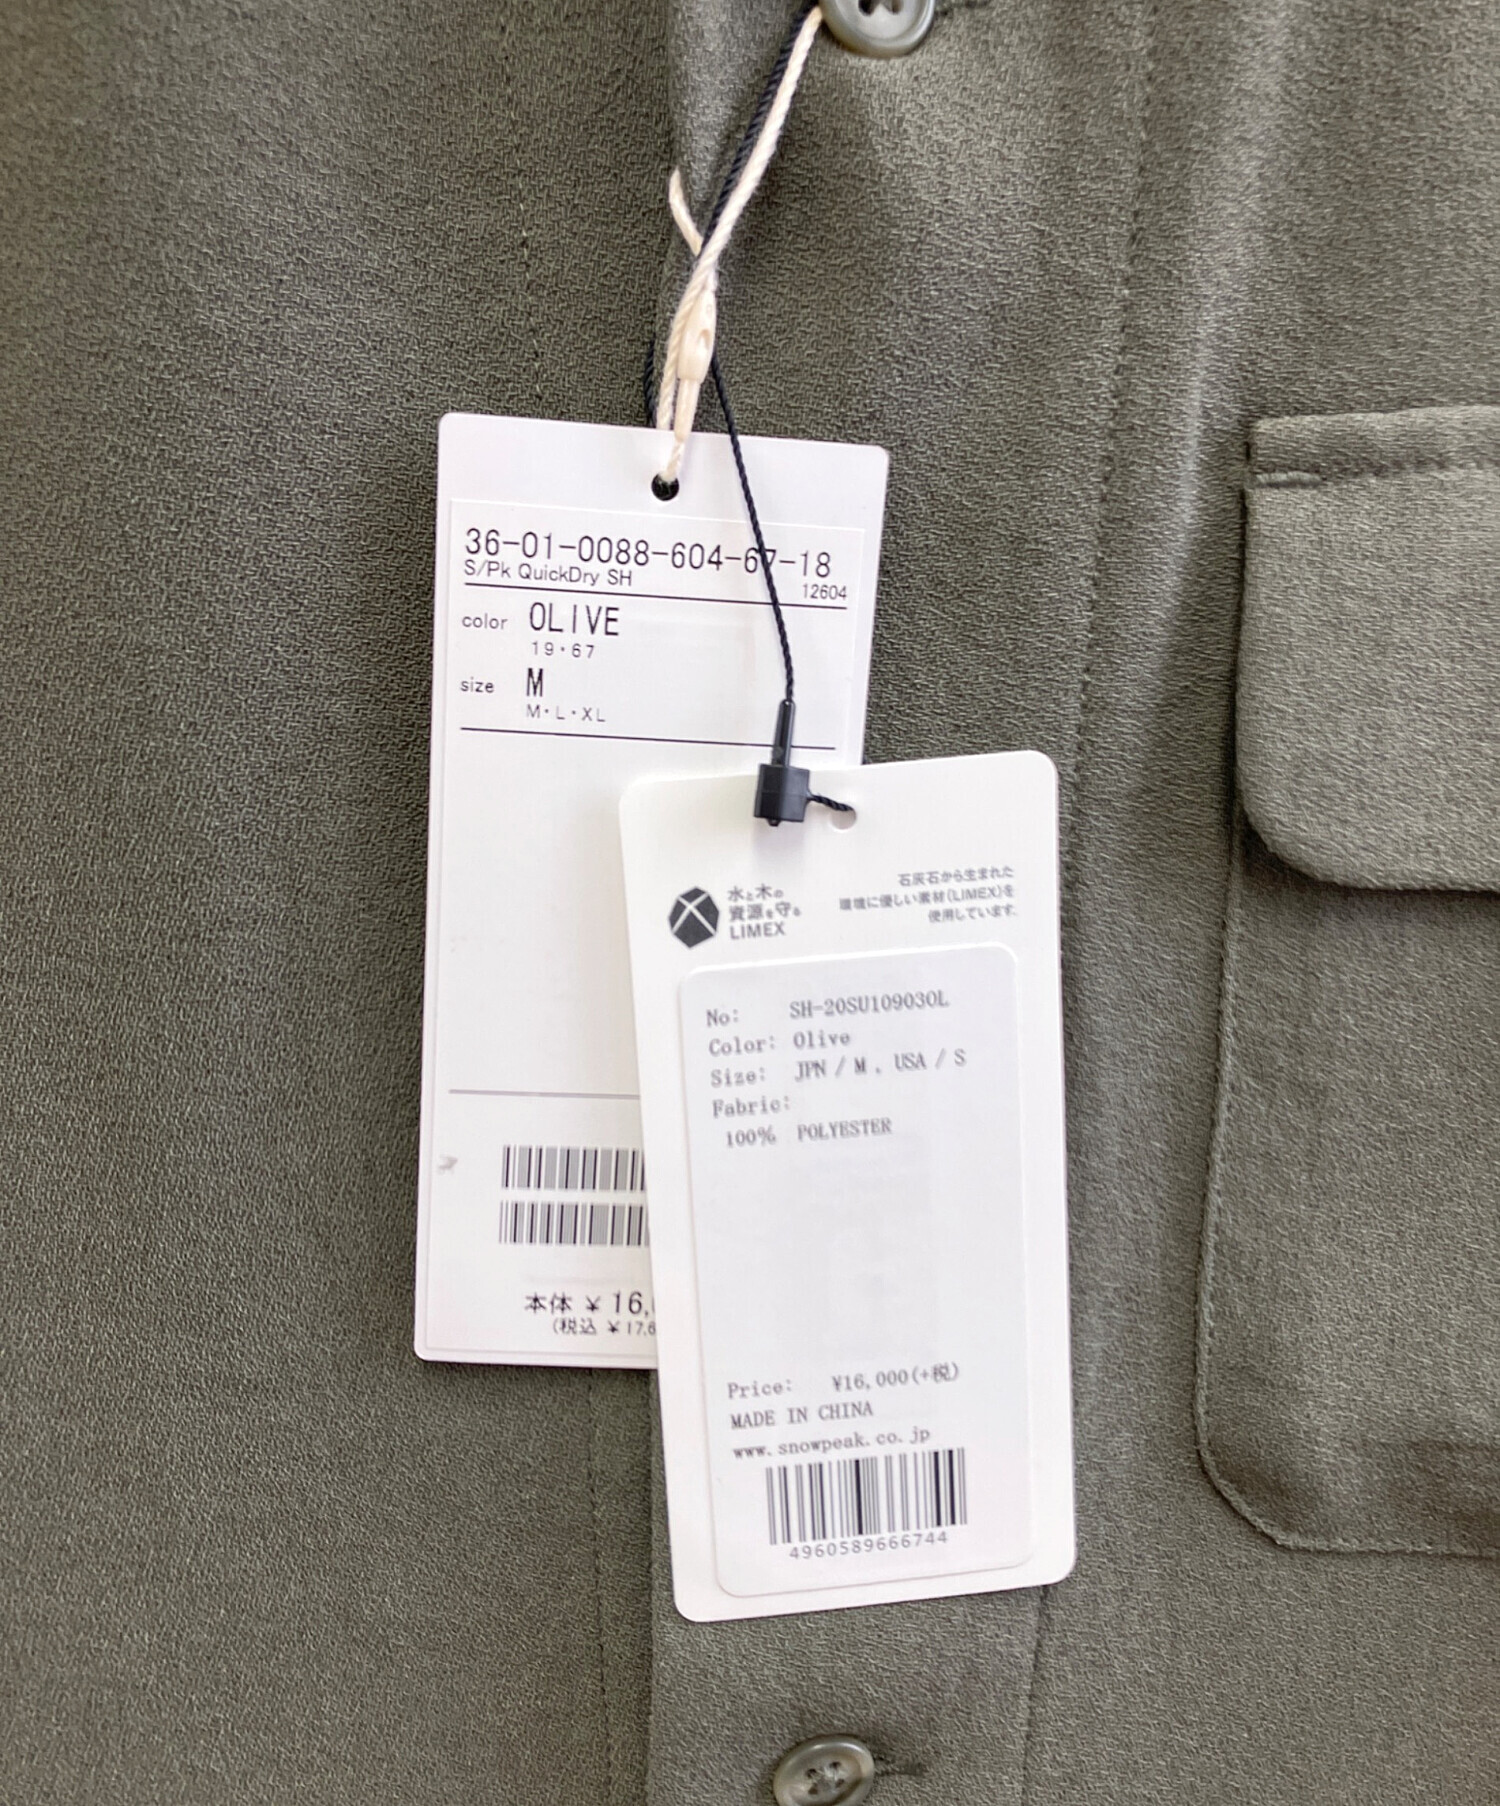 36-01-0088-604-67-18
S/Pk QuickDry SH
12604
color OLIVE
19・67
size M
M・L・XL
本体 ¥16,
(税込 ¥17,6
水と木の
資源を守る
LIMEX
石灰石から生まれた
環境に優しい素材(LIMEX)を
使用しています。
No: SH-20SU10903OL
Color: Olive
Size: JPN / M , USA / S
Fabric:
100% POLYESTER
Price: ¥16,000(+税)
MADE IN CHINA
www.snowpeak.co.jp
4960589666744